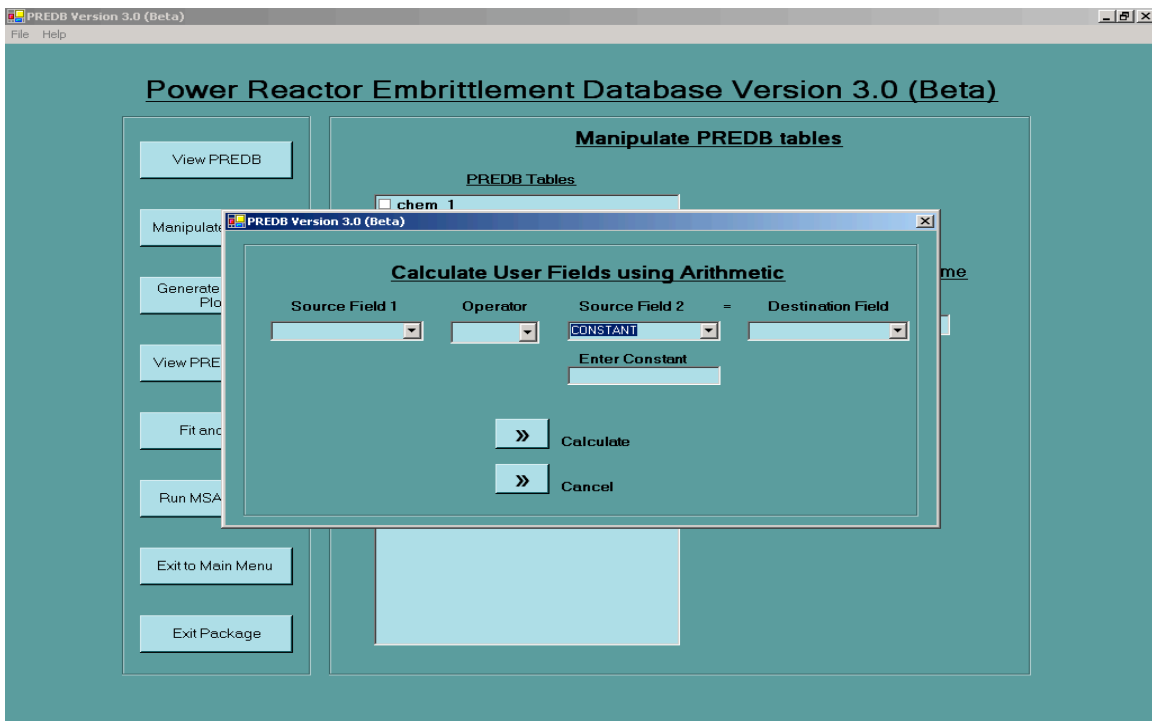 PREDB Version 3.0 (Beta)
File Help
Power Reactor Embrittlement Database Version 3.0 (Beta)
View PREDB
Manipulate
Generate
Plo
View PRE
Fit and
Run MSA
Exit to Main Menu
Exit Package
Manipulate PREDB tables
PREDB Tables
chem_1
me
PREDB Version 3.0 (Beta)
Calculate User Fields using Arithmetic
Source Field 1 Operator Source Field 2 = Destination Field
CONSTANT
Enter Constant
» Calculate
» Cancel